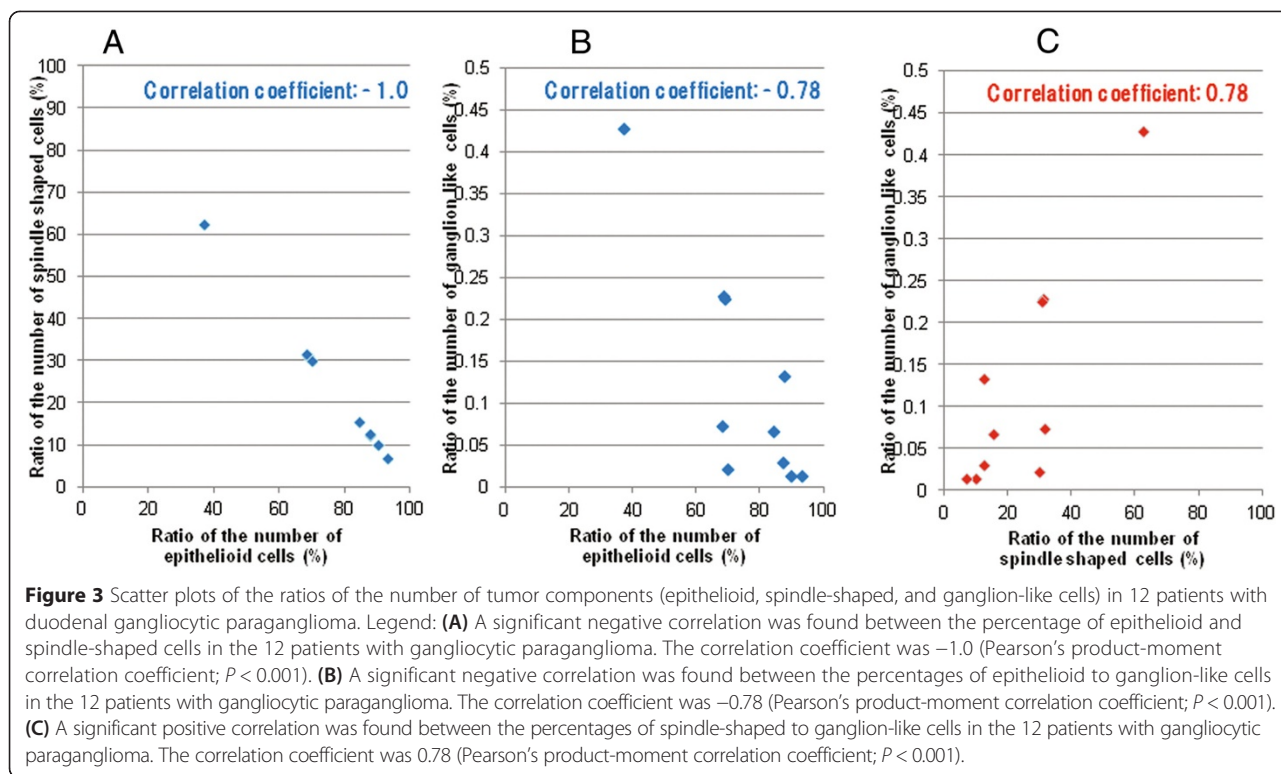 A
100
90
80
70
60
50
40
30
20
10
0
0 20 40 60 80 100
Correlation coefficient: - 1.0
Ratio of the number of spindle shaped cells (%)
Ratio of the number of
epithelioid cells (%)
B
0.5
0.45
0.4
0.35
0.3
0.25
0.2
0.15
0.1
0.05
0
0 20 40 60 80 100
Correlation coefficient: - 0.78
Ratio of the number of ganglion like cells (%)
Ratio of the number of
epithelioid cells (%)
C
0.5
0.45
0.4
0.35
0.3
0.25
0.2
0.15
0.1
0.05
0
0 20 40 60 80 100
Correlation coefficient: 0.78
Ratio of the number of ganglion like cells (%)
Ratio of the number of
spindle shaped cells (%)
Figure 3 Scatter plots of the ratios of the number of tumor components (epithelioid, spindle-shaped, and ganglion-like cells) in 12 patients with
duodenal gangliocytic paraganglioma. Legend: (A) A significant negative correlation was found between the percentage of epithelioid and
spindle-shaped cells in the 12 patients with gangliocytic paraganglioma. The correlation coefficient was −1.0 (Pearson's product-moment
correlation coefficient; P < 0.001). (B) A significant negative correlation was found between the percentages of epithelioid to ganglion-like cells
in the 12 patients with gangliocytic paraganglioma. The correlation coefficient was −0.78 (Pearson's product-moment correlation coefficient; P < 0.001).
(C) A significant positive correlation was found between the percentages of spindle-shaped to ganglion-like cells in the 12 patients with gangliocytic
paraganglioma. The correlation coefficient was 0.78 (Pearson's product-moment correlation coefficient; P < 0.001).